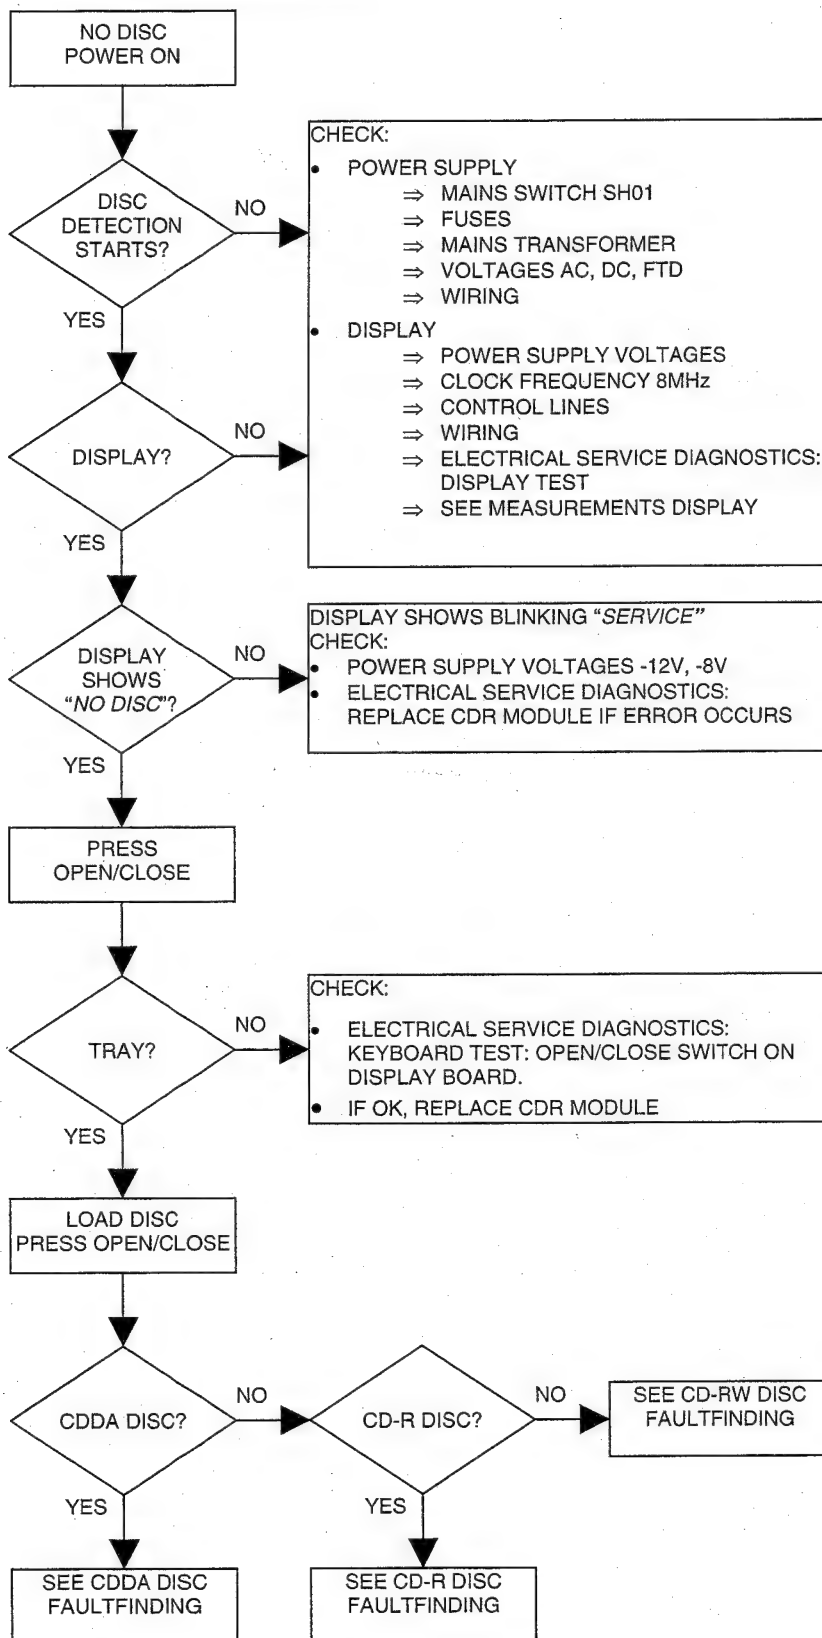 NO DISC
POWER ON
DISC
DETECTION
STARTS?
NO
YES
CHECK:
• POWER SUPPLY
⇒ MAINS SWITCH SH01
⇒ FUSES
⇒ MAINS TRANSFORMER
⇒ VOLTAGES AC, DC, FTD
⇒ WIRING
• DISPLAY
⇒ POWER SUPPLY VOLTAGES
⇒ CLOCK FREQUENCY 8MHz
⇒ CONTROL LINES
⇒ WIRING
⇒ ELECTRICAL SERVICE DIAGNOSTICS:
DISPLAY TEST
⇒ SEE MEASUREMENTS DISPLAY
DISPLAY?
NO
YES
DISPLAY
SHOWS
“NO DISC”?
NO
YES
DISPLAY SHOWS BLINKING “SERVICE”
CHECK:
• POWER SUPPLY VOLTAGES -12V, -8V
• ELECTRICAL SERVICE DIAGNOSTICS:
REPLACE CDR MODULE IF ERROR OCCURS
PRESS
OPEN/CLOSE
TRAY?
NO
YES
CHECK:
• ELECTRICAL SERVICE DIAGNOSTICS:
KEYBOARD TEST: OPEN/CLOSE SWITCH ON
DISPLAY BOARD.
• IF OK, REPLACE CDR MODULE
LOAD DISC
PRESS OPEN/CLOSE
CDDA DISC?
NO
YES
CD-R DISC?
NO
YES
SEE CD-RW DISC
FAULTFINDING
SEE CDDA DISC
FAULTFINDING
SEE CD-R DISC
FAULTFINDING